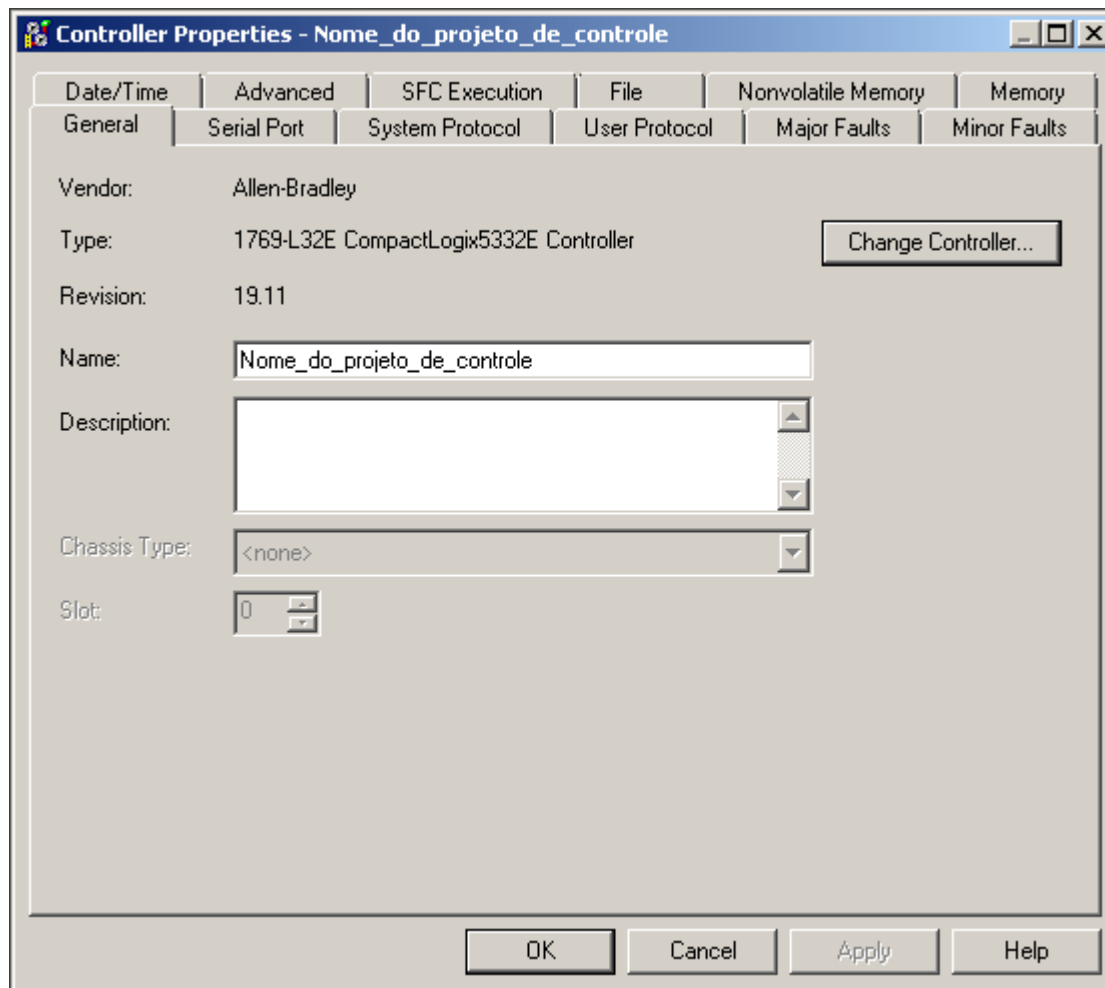 Controller Properties - Nome_do_projeto_de_controle
Date/Time Advanced SFC Execution File Nonvolatile Memory Memory
General Serial Port System Protocol User Protocol Major Faults Minor Faults
Vendor: Allen-Bradley
Type: 1769-L32E CompactLogix5332E Controller Change Controller...
Revision: 19.11
Name: Nome_do_projeto_de_controle
Description:
Chassis Type: <none>
Slot: 0
OK Cancel Apply Help